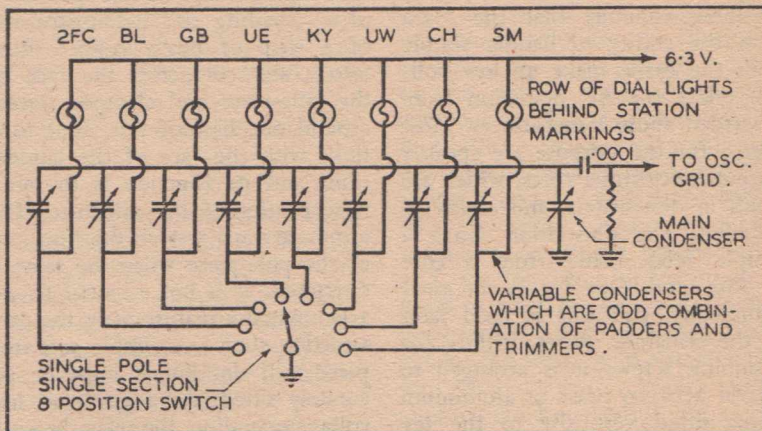 2FC BL GB UE KY UW CH SM
6·3 V.
ROW OF DIAL LIGHTS
BEHIND STATION
MARKINGS
.0001
TO OSC.
GRID.
MAIN
CONDENSER
VARIABLE CONDENSERS
WHICH ARE ODD COMBIN-
ATION OF PADDERS AND
TRIMMERS.
SINGLE POLE
SINGLE SECTION
8 POSITION SWITCH